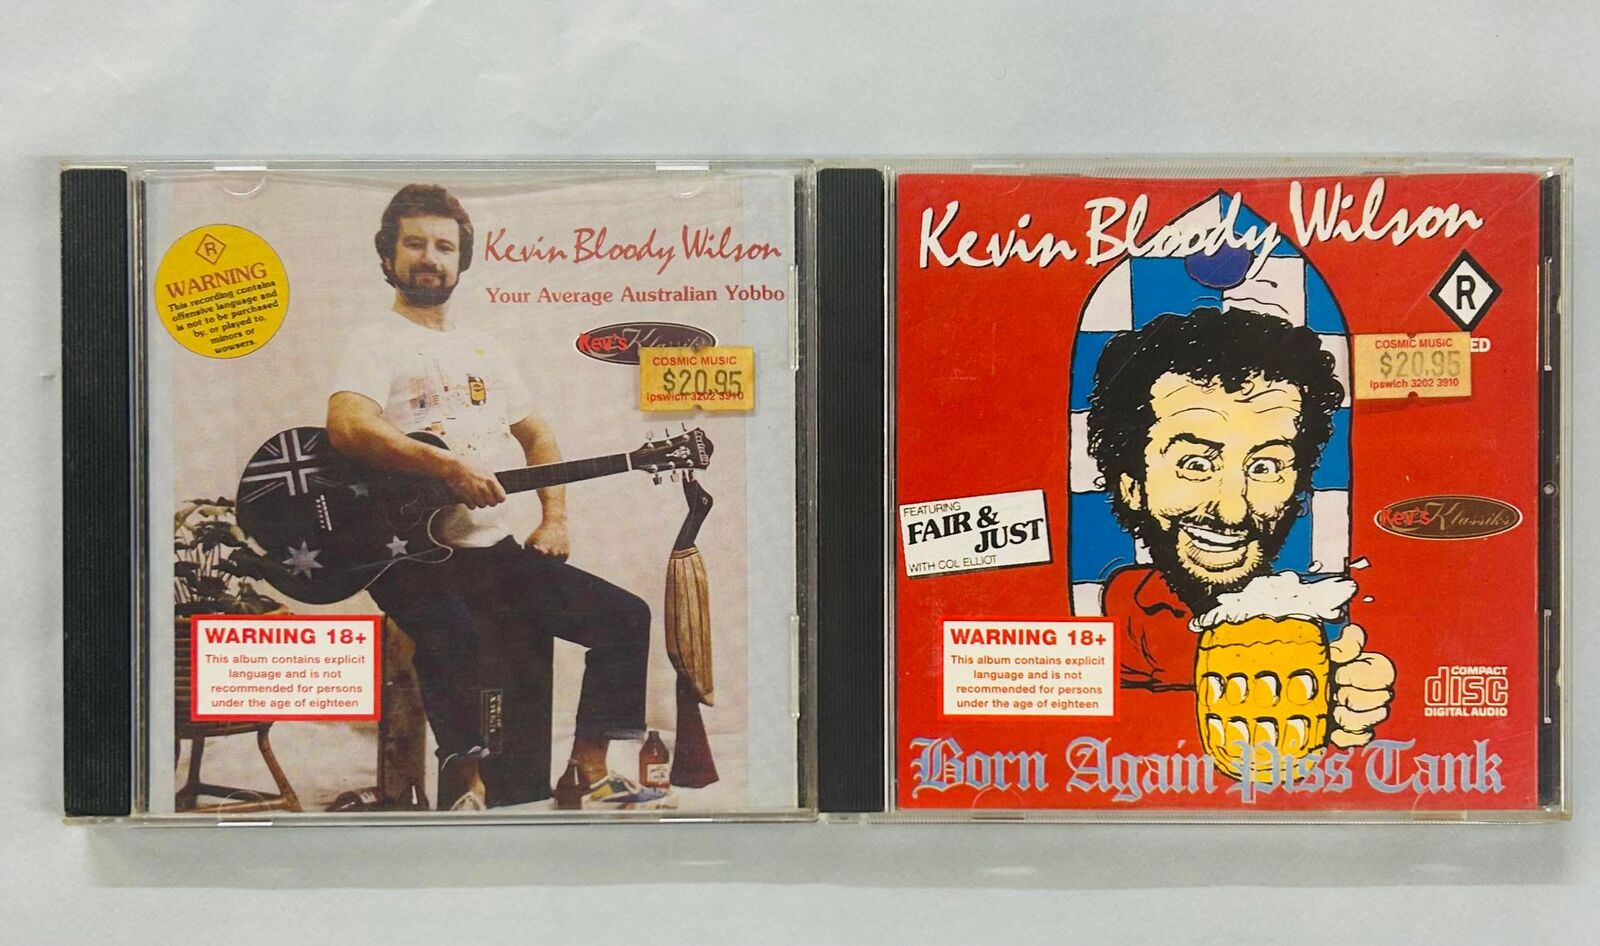 R
WARNING
This recording contains
offensive language and
is not to be purchased
by, or played to,
minors or
wowsers.
Kevin Bloody Wilson
Your Average Australian Yobbo
Kev's Klassiks
COSMIC MUSIC
$20.95
Ipswich 3202 3910
WARNING 18+
This album contains explicit
language and is not
recommended for persons
under the age of eighteen
Kevin Bloody Wilson
R
ED
COSMIC MUSIC
$20.95
Ipswich 3202 3910
FEATURING
FAIR &
JUST
WITH COL ELLIOT
Kev's Klassiks
WARNING 18+
This album contains explicit
language and is not
recommended for persons
under the age of eighteen
COMPACT
disc
DIGITAL AUDIO
Born Again Piss Tank